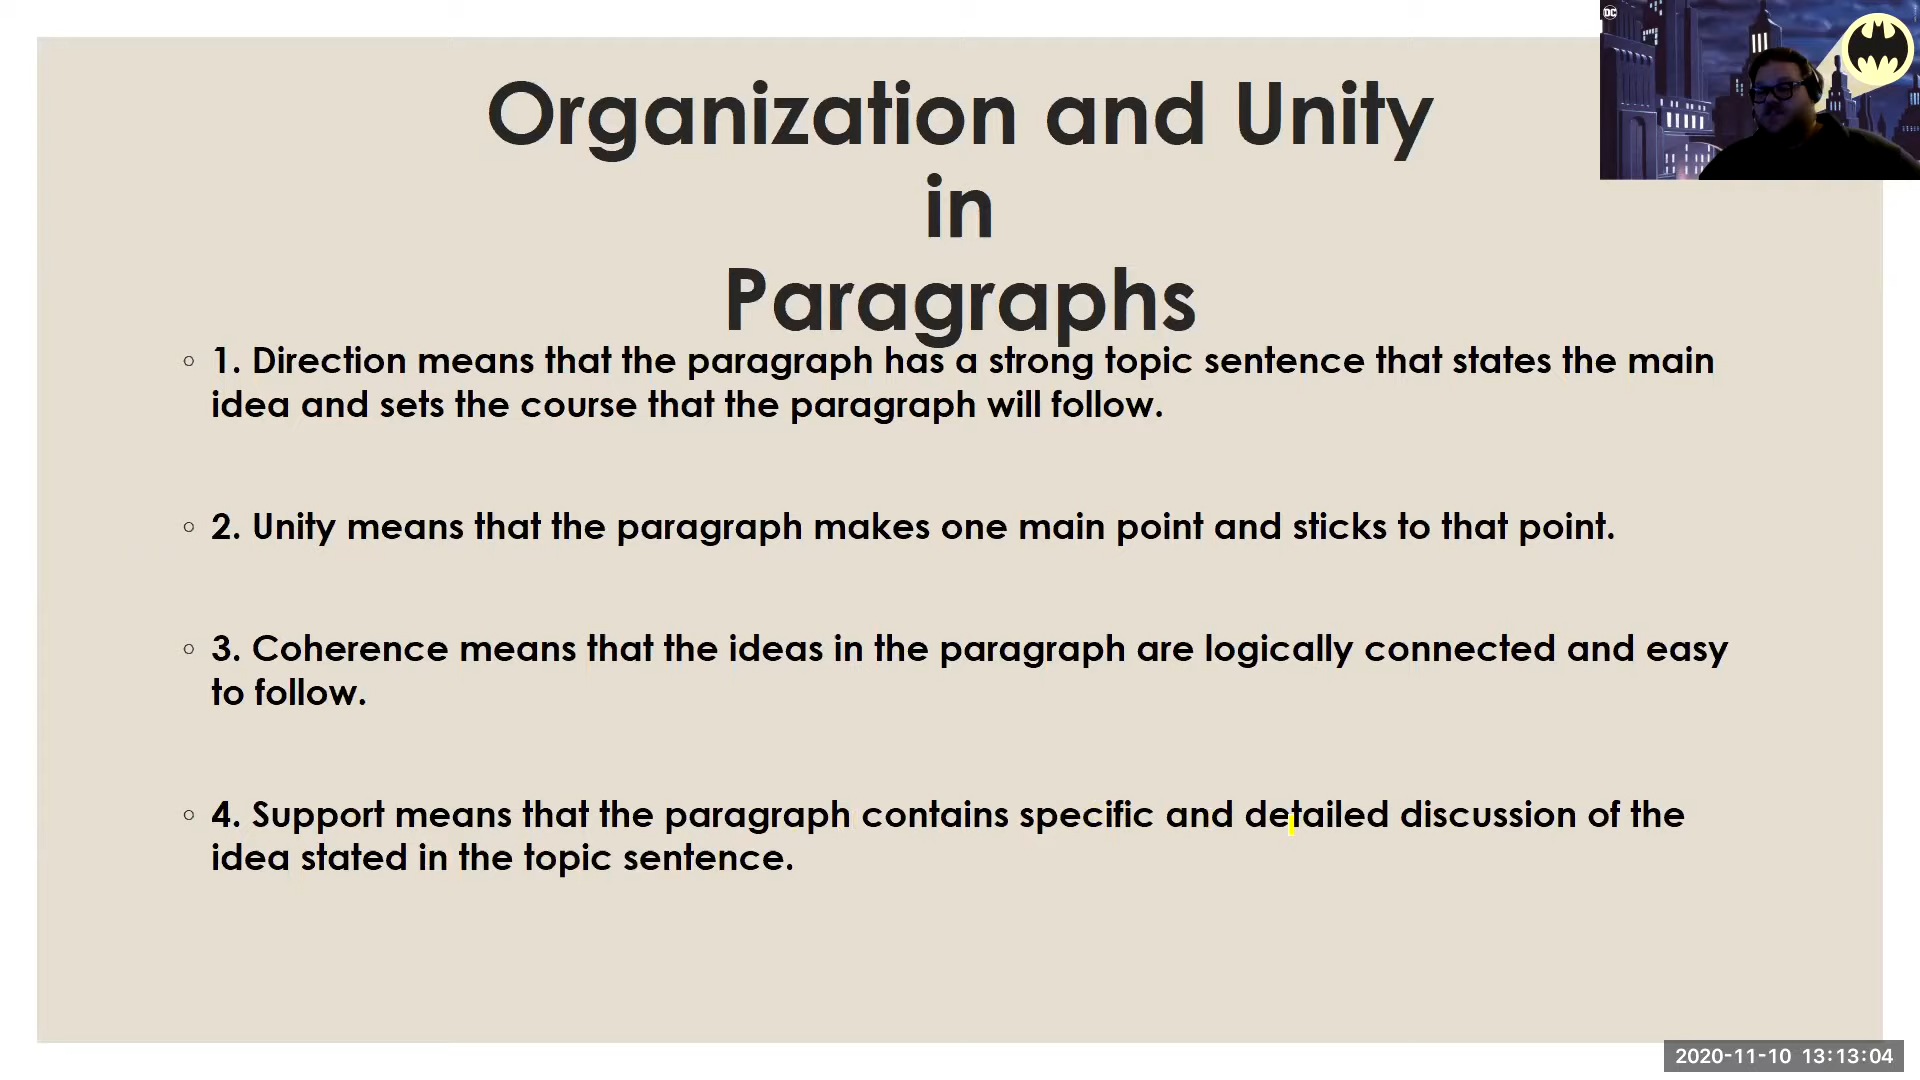 DC
Organization and Unity
in
Paragraphs
◦ 1. Direction means that the paragraph has a strong topic sentence that states the main
idea and sets the course that the paragraph will follow.
◦ 2. Unity means that the paragraph makes one main point and sticks to that point.
◦ 3. Coherence means that the ideas in the paragraph are logically connected and easy
to follow.
◦ 4. Support means that the paragraph contains specific and detailed discussion of the
idea stated in the topic sentence.
2020-11-10 13:13:04